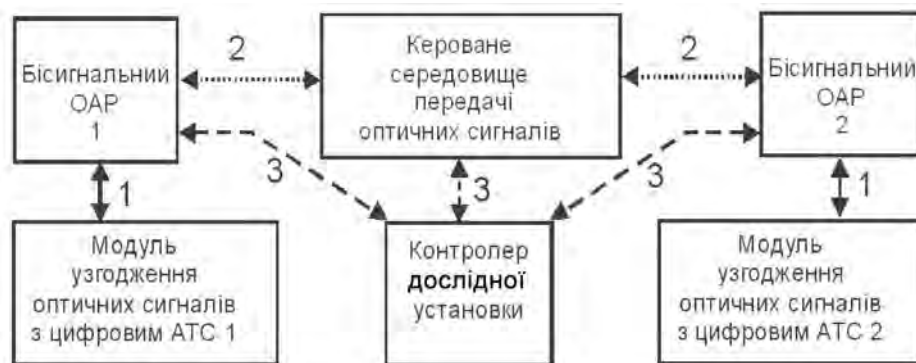 Бісигнальний
ОАР
1
2
Кероване
середовище
передачі
оптичних сигналів
2
Бісигнальний
ОАР
2
3
3
3
1
1
Модуль
узгодження
оптичних сигналів
з цифровим АТС 1
Контролер
дослідної
установки
Модуль
узгодження
оптичних сигналів
з цифровим АТС 2